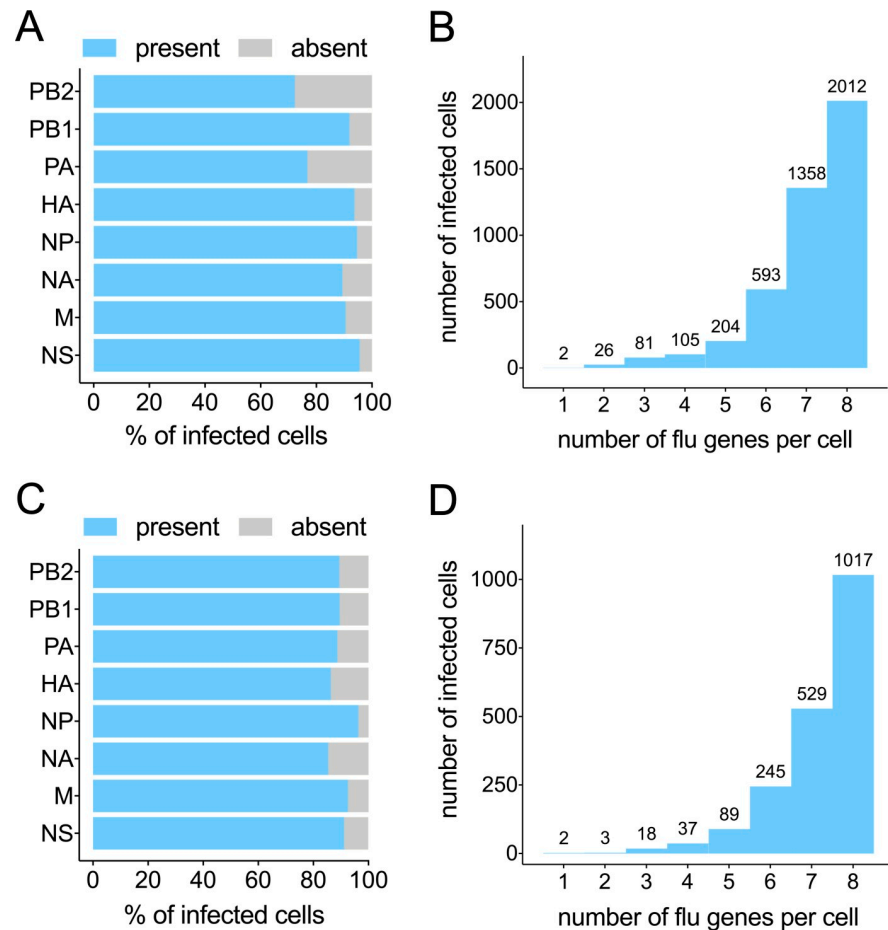 A
present absent
PB2
PB1
PA
HA
NP
NA
M
NS
0 20 40 60 80 100
% of infected cells
B
number of infected cells
2000
1500
1000
500
0
2 26 81 105 204 593 1358 2012
1 2 3 4 5 6 7 8
number of flu genes per cell
C
present absent
PB2
PB1
PA
HA
NP
NA
M
NS
0 20 40 60 80 100
% of infected cells
D
number of infected cells
1000
750
500
250
0
2 3 18 37 89 245 529 1017
1 2 3 4 5 6 7 8
number of flu genes per cell